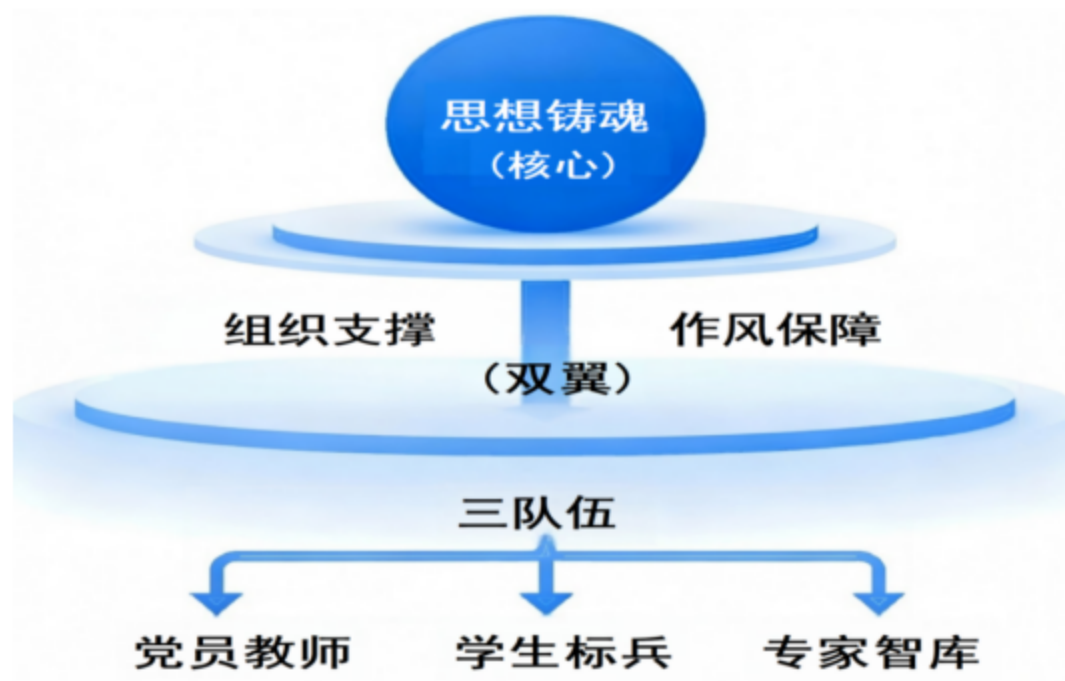 思想铸魂
（核心）
组织支撑 作风保障
（双翼）
三队伍
党员教师 学生标兵 专家智库